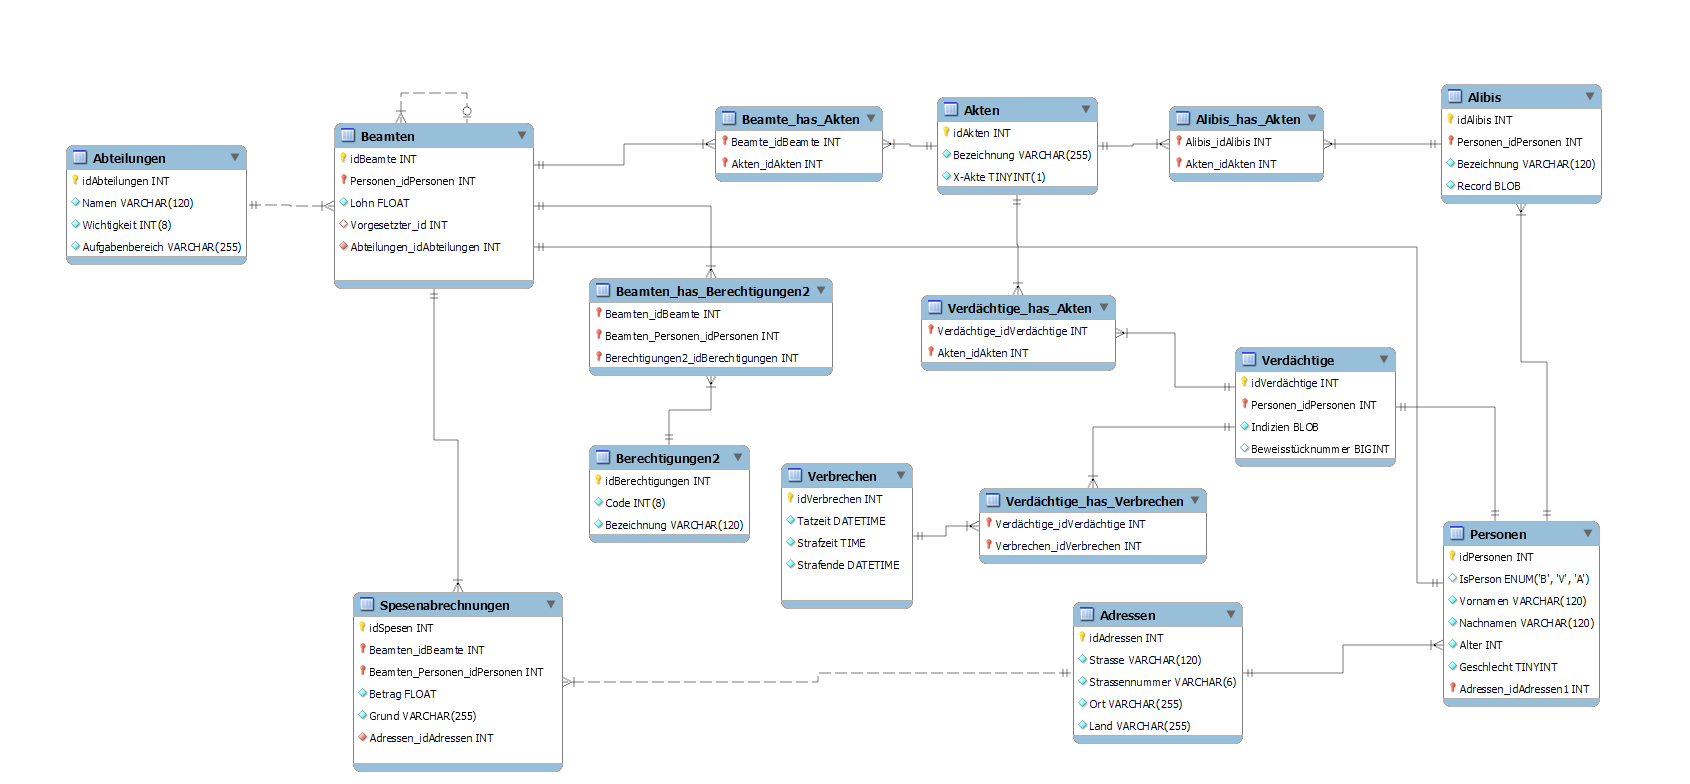 Abteilungen
idAbteilungen INT
Namen VARCHAR(120)
Wichtigkeit INT(8)
Aufgabenbereich VARCHAR(255)
Beamten
idBeamte INT
Personen_idPersonen INT
Lohn FLOAT
Vorgesetzter_id INT
Abteilungen_idAbteilungen INT
Beamte_has_Akten
Beamte_idBeamte INT
Akten_idAkten INT
Akten
idAkten INT
Bezeichnung VARCHAR(255)
X-Akte TINYINT(1)
Alibis_has_Akten
Alibis_idAlibis INT
Akten_idAkten INT
Alibis
idAlibis INT
Personen_idPersonen INT
Bezeichnung VARCHAR(120)
Record BLOB
Beamten_has_Berechtigungen2
Beamten_idBeamte INT
Beamten_Personen_idPersonen INT
Berechtigungen2_idBerechtigungen INT
Verdächtige_has_Akten
Verdächtige_idVerdächtige INT
Akten_idAkten INT
Verdächtige
idVerdächtige INT
Personen_idPersonen INT
Indizien BLOB
Beweisstücknummer BIGINT
Berechtigungen2
idBerechtigungen INT
Code INT(8)
Bezeichnung VARCHAR(120)
Verbrechen
idVerbrechen INT
Tatzeit DATETIME
Strafzeit TIME
Strafende DATETIME
Verdächtige_has_Verbrechen
Verdächtige_idVerdächtige INT
Verbrechen_idVerbrechen INT
Personen
idPersonen INT
IsPerson ENUM('B', 'V', 'A')
Vornamen VARCHAR(120)
Nachnamen VARCHAR(120)
Alter INT
Geschlecht TINYINT
Adressen_idAdressen1 INT
Spesenabrechnungen
idSpesen INT
Beamten_idBeamte INT
Beamten_Personen_idPersonen INT
Betrag FLOAT
Grund VARCHAR(255)
Adressen_idAdressen INT
Adressen
idAdressen INT
Strasse VARCHAR(120)
Strassennummer VARCHAR(6)
Ort VARCHAR(255)
Land VARCHAR(255)